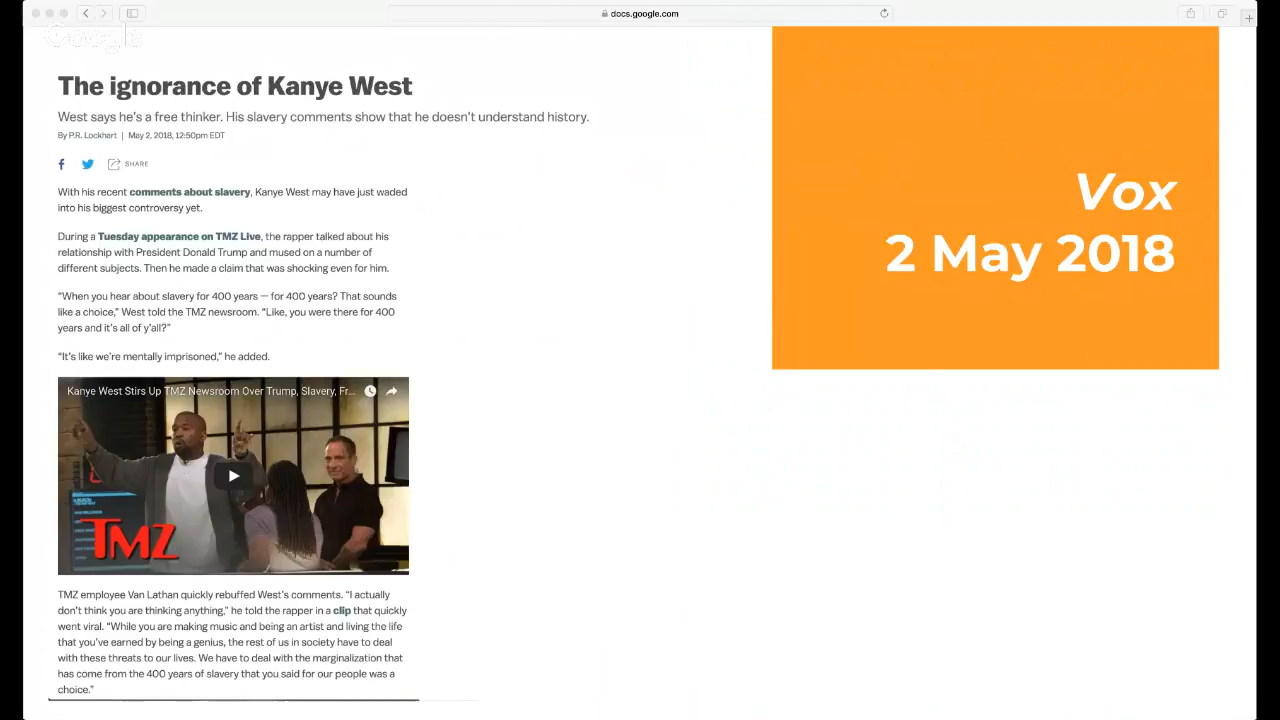 docs.google.com
Google
The ignorance of Kanye West
West says he's a free thinker. His slavery comments show that he doesn't understand history.
By P.R. Lockhart | May 2, 2018, 12:50pm EDT
SHARE
With his recent comments about slavery, Kanye West may have just waded
into his biggest controversy yet.
During a Tuesday appearance on TMZ Live, the rapper talked about his
relationship with President Donald Trump and mused on a number of
different subjects. Then he made a claim that was shocking even for him.
“When you hear about slavery for 400 years — for 400 years? That sounds
like a choice,” West told the TMZ newsroom. “Like, you were there for 400
years and it's all of y'all?”
“It's like we're mentally imprisoned,” he added.
Kanye West Stirs Up TMZ Newsroom Over Trump, Slavery, Fr...
TMZ
TMZ employee Van Lathan quickly rebuffed West's comments. “I actually
don't think you are thinking anything,” he told the rapper in a clip that quickly
went viral. “While you are making music and being an artist and living the life
that you've earned by being a genius, the rest of us in society have to deal
with these threats to our lives. We have to deal with the marginalization that
has come from the 400 years of slavery that you said for our people was a
choice.”
Vox
2 May 2018